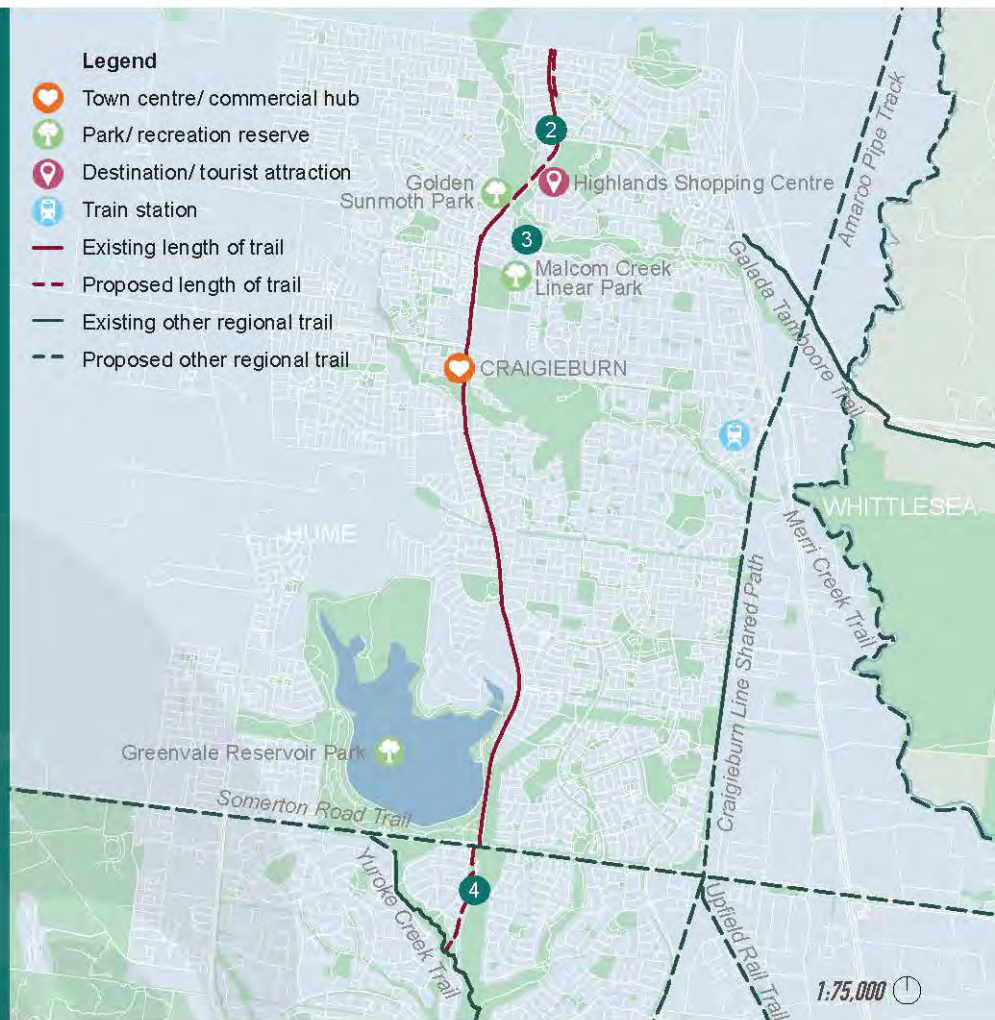 Legend
Town centre/ commercial hub
Park/ recreation reserve
Destination/ tourist attraction
Train station
Existing length of trail
Proposed length of trail
Existing other regional trail
Proposed other regional trail
2
Amaroo Pipe Track
Golden
Sunmoth Park
Highlands Shopping Centre
3
Malcom Creek
Linear Park
Galada Tamboore Trail
CRAIGIEBURN
WHITTLESEA
HUME
Merri Creek Trail
Craigieburn Line Shared Path
Greenvale Reservoir Park
Somerton Road Trail
Yuroke Creek Trail
4
Upfield Rail Trail
1:75,000